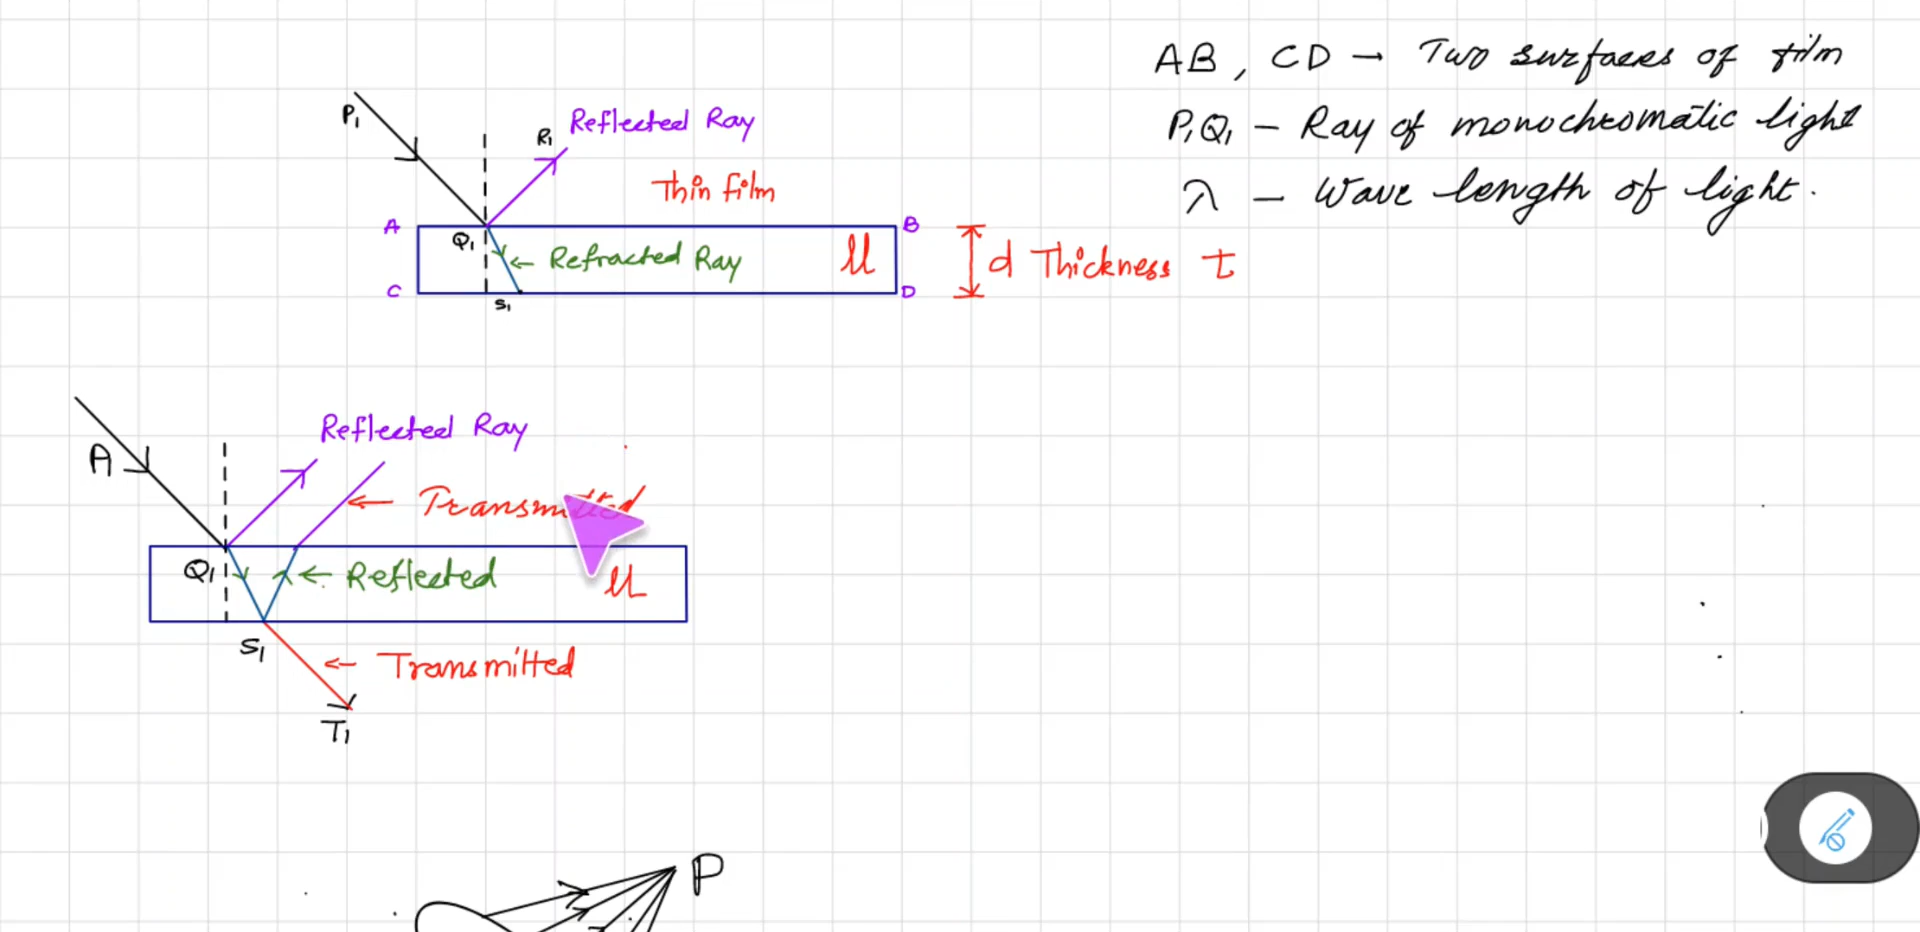 AB, CD → Two surfaces of film
P₁Q₁ – Ray of monochromatic light
λ – Wave length of light.
P₁
R₁ Reflected Ray
Thin film
A
B
Q₁
← Refracted Ray
μ
d Thickness t
C
D
S₁
Reflected Ray
A
← Transmitted
Q₁
← Reflected
μ
S₁
← Transmitted
T₁
P